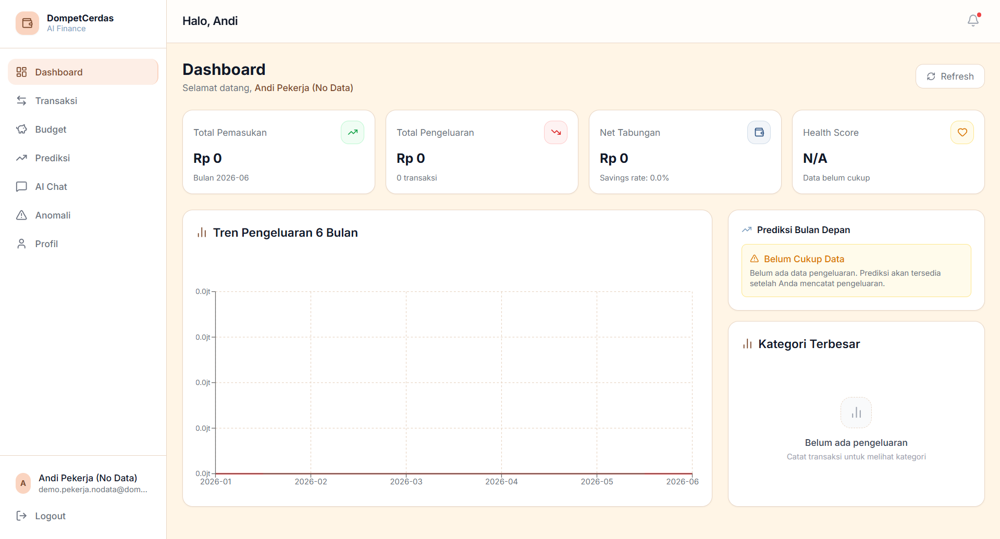 DompetCerdas
AI Finance
Dashboard
Transaksi
Budget
Prediksi
AI Chat
Anomali
Profil
A
Andi Pekerja (No Data)
demo.pekerja.nodata@dom...
Logout
Halo, Andi
Dashboard
Selamat datang, Andi Pekerja (No Data)
Refresh
Total Pemasukan
Rp 0
Bulan 2026-06
Total Pengeluaran
Rp 0
0 transaksi
Net Tabungan
Rp 0
Savings rate: 0.0%
Health Score
N/A
Data belum cukup
Tren Pengeluaran 6 Bulan
0.0jt
0.0jt
0.0jt
0.0jt
0.0jt
2026-01 2026-02 2026-03 2026-04 2026-05 2026-06
Prediksi Bulan Depan
Belum Cukup Data
Belum ada data pengeluaran. Prediksi akan tersedia
setelah Anda mencatat pengeluaran.
Kategori Terbesar
Belum ada pengeluaran
Catat transaksi untuk melihat kategori